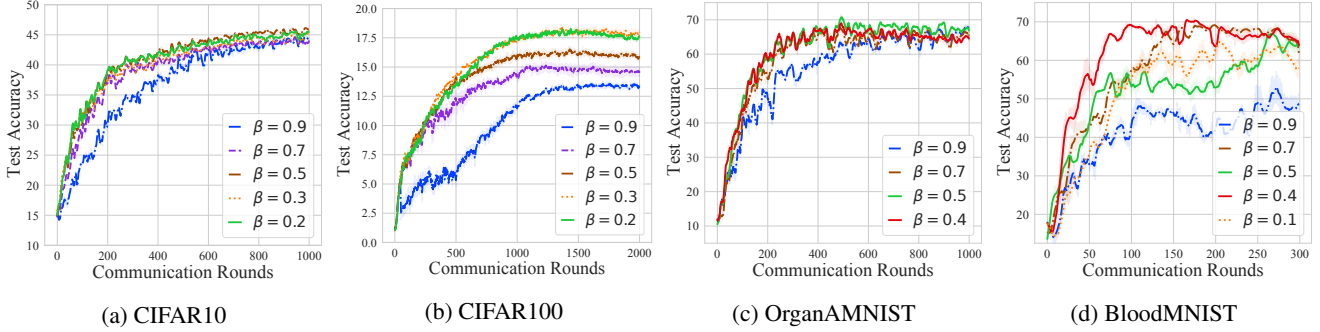 50
45
40
35
30
25
20
15
10
Test Accuracy
0 200 400 600 800 1000
Communication Rounds
β = 0.9
β = 0.7
β = 0.5
β = 0.3
β = 0.2
(a) CIFAR10
20.0
17.5
15.0
12.5
10.0
7.5
5.0
2.5
0.0
Test Accuracy
0 500 1000 1500 2000
Communication Rounds
β = 0.9
β = 0.7
β = 0.5
β = 0.3
β = 0.2
(b) CIFAR100
70
60
50
40
30
20
10
Test Accuracy
0 200 400 600 800 1000
Communication Rounds
β = 0.9
β = 0.7
β = 0.5
β = 0.4
(c) OrganAMNIST
70
60
50
40
30
20
Test Accuracy
0 50 100 150 200 250 300
Communication Rounds
β = 0.9
β = 0.7
β = 0.5
β = 0.4
β = 0.1
(d) BloodMNIST